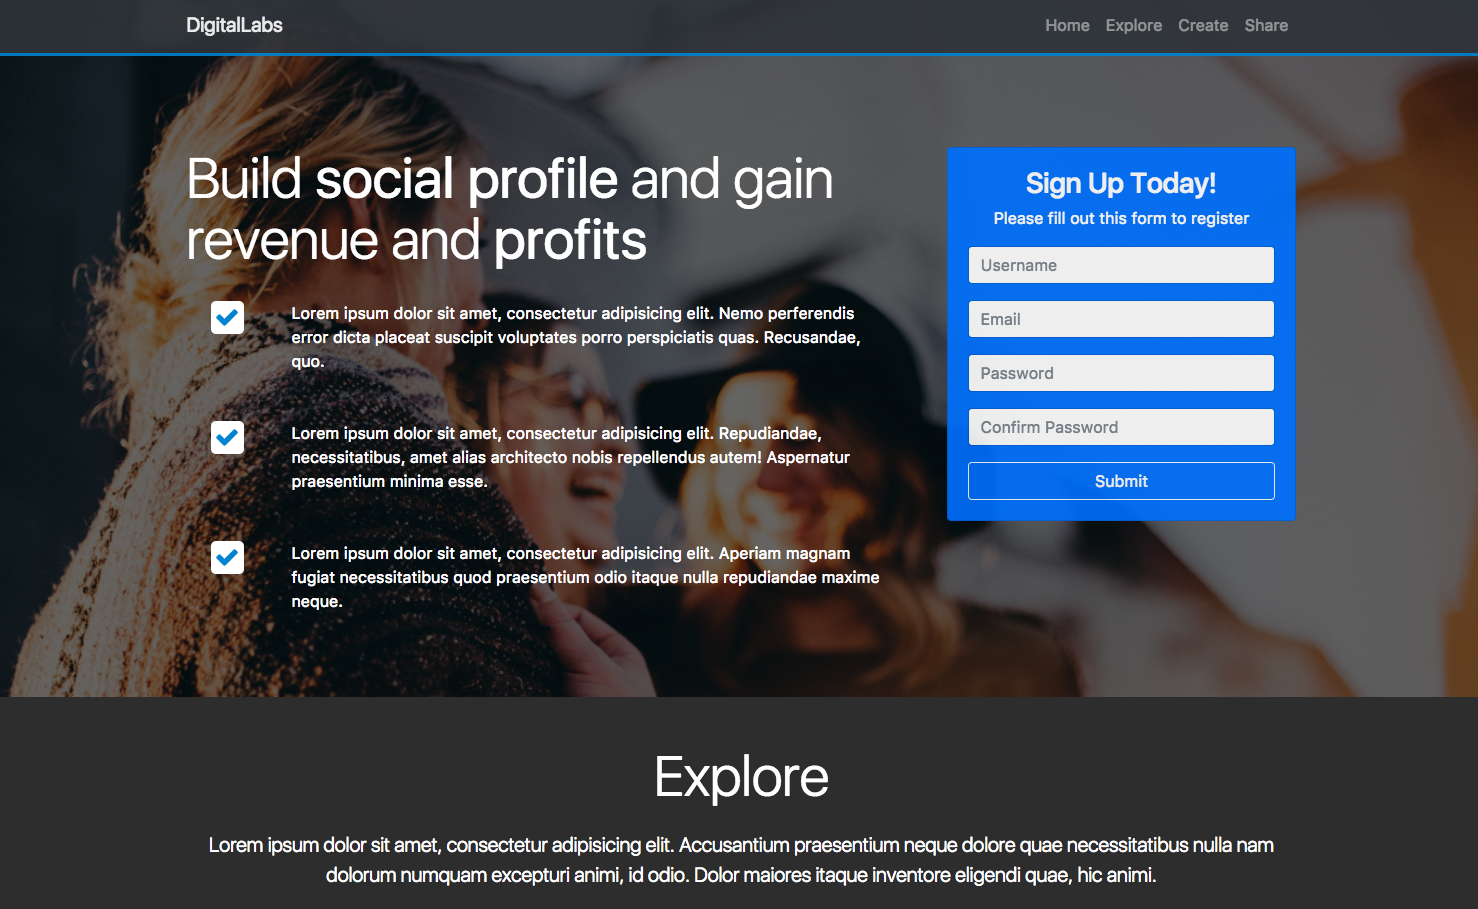 DigitalLabs
Home Explore Create Share
Build social profile and gain
revenue and profits
Lorem ipsum dolor sit amet, consectetur adipisicing elit. Nemo perferendis
error dicta placeat suscipit voluptates porro perspiciatis quas. Recusandae,
quo.
Lorem ipsum dolor sit amet, consectetur adipisicing elit. Repudiandae,
necessitatibus, amet alias architecto nobis repellendus autem! Aspernatur
praesentium minima esse.
Lorem ipsum dolor sit amet, consectetur adipisicing elit. Aperiam magnam
fugiat necessitatibus quod praesentium odio itaque nulla repudiandae maxime
neque.
Sign Up Today!
Please fill out this form to register
Username
Email
Password
Confirm Password
Submit
Explore
Lorem ipsum dolor sit amet, consectetur adipisicing elit. Accusantium praesentium neque dolore quae necessitatibus nulla nam
dolorum numquam excepturi animi, id odio. Dolor maiores itaque inventore eligendi quae, hic animi.